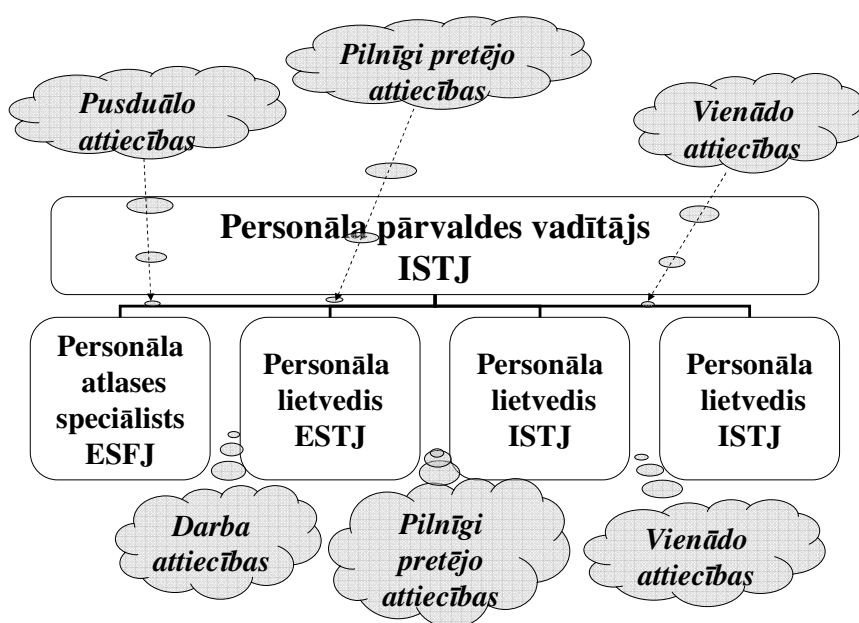 Pusduālo
attiecības
Pilnīgi pretējo
attiecības
Vienādo
attiecības
Personāla pārvaldes vadītājs
ISTJ
Personāla
atlases
speciālists
ESFJ
Personāla
lietvedis
ESTJ
Personāla
lietvedis
ISTJ
Personāla
lietvedis
ISTJ
Darba
attiecības
Pilnīgi
pretējo
attiecības
Vienādo
attiecības